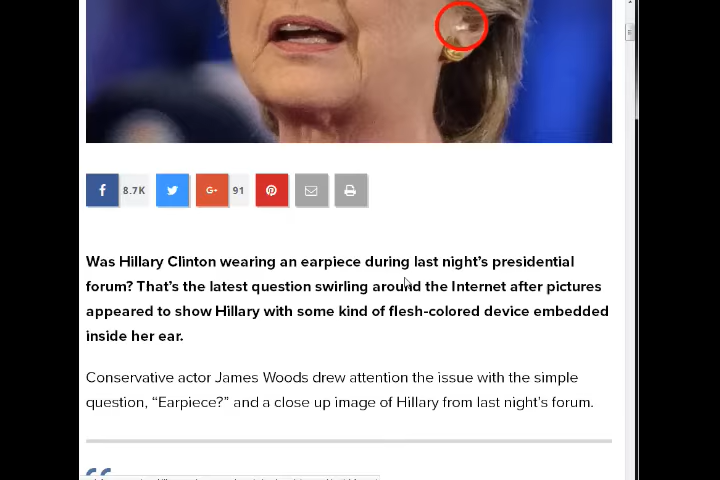 f 8.7K G+ 91
Was Hillary Clinton wearing an earpiece during last night's presidential
forum? That's the latest question swirling around the Internet after pictures
appeared to show Hillary with some kind of flesh-colored device embedded
inside her ear.
Conservative actor James Woods drew attention the issue with the simple
question, “Earpiece?” and a close up image of Hillary from last night's forum.
“